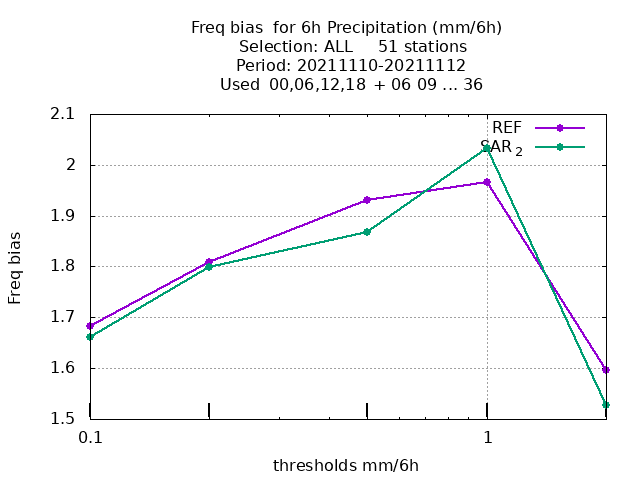 Freq bias  for 6h Precipitation (mm/6h)
Selection: ALL     51 stations
Period: 20211110-20211112
Used  00,06,12,18  + 06 09 ... 36
REF
SAR 2
2.1
2
1.9
1.8
1.7
1.6
1.5
Freq bias
0.1
1
thresholds mm/6h